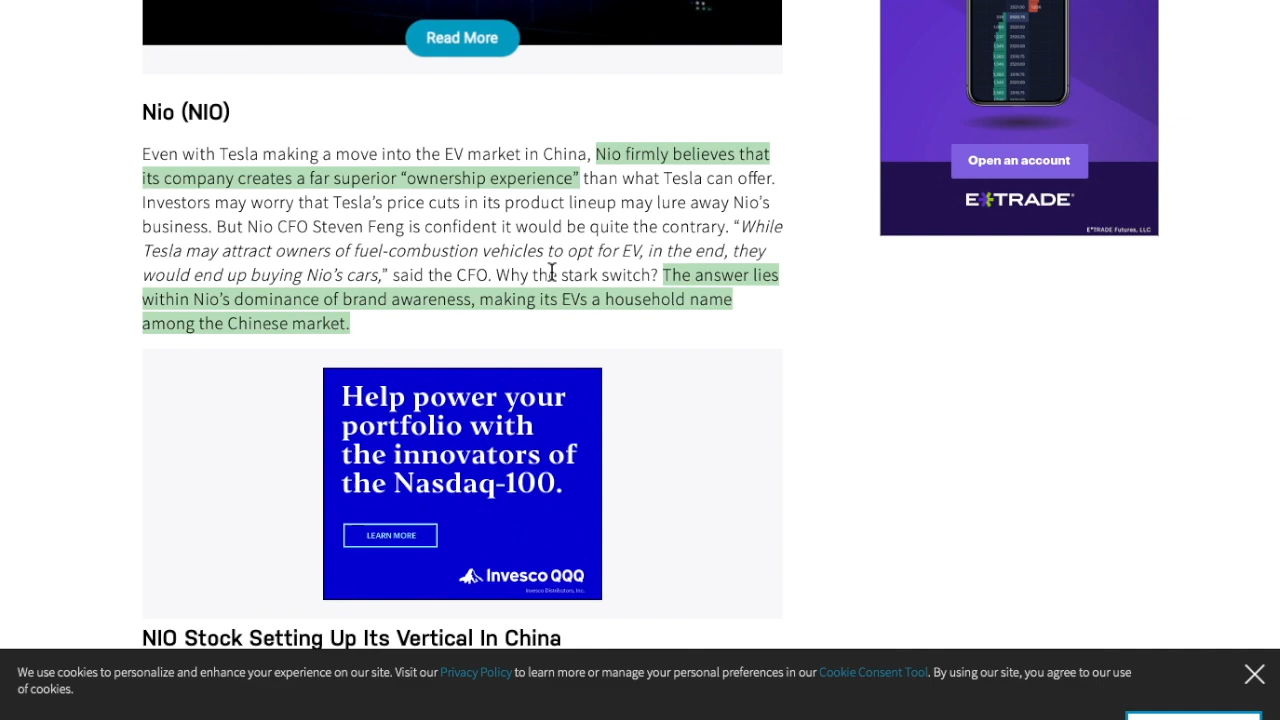 Read More
Nio (NIO)
Even with Tesla making a move into the EV market in China, Nio firmly believes that
its company creates a far superior “ownership experience” than what Tesla can offer.
Investors may worry that Tesla’s price cuts in its product lineup may lure away Nio’s
business. But Nio CFO Steven Feng is confident it would be quite the contrary. “While
Tesla may attract owners of fuel-combustion vehicles to opt for EV, in the end, they
would end up buying Nio’s cars,” said the CFO. Why the stark switch? The answer lies
within Nio’s dominance of brand awareness, making its EVs a household name
among the Chinese market.
Help power your
portfolio with
the innovators of
the Nasdaq-100.
LEARN MORE
Invesco QQQ
Invesco Distributors, Inc.
NIO Stock Setting Up Its Vertical In China
Open an account
E*TRADE
E*TRADE Futures, LLC
We use cookies to personalize and enhance your experience on our site. Visit our Privacy Policy to learn more or manage your personal preferences in our Cookie Consent Tool. By using our site, you agree to our use
of cookies.